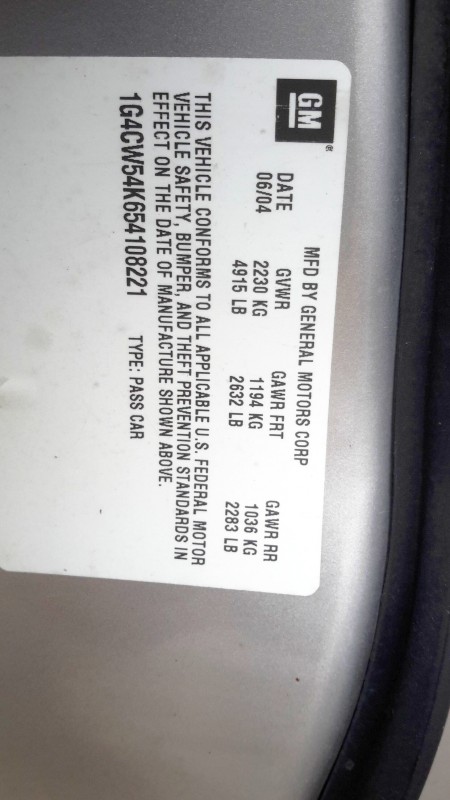 GM ®
MFD BY GENERAL MOTORS CORP
DATE GVWR GAWR FRT GAWR RR
06/04 2230 KG 1194 KG 1036 KG
4915 LB 2632 LB 2283 LB
THIS VEHICLE CONFORMS TO ALL APPLICABLE U.S. FEDERAL MOTOR
VEHICLE SAFETY, BUMPER, AND THEFT PREVENTION STANDARDS IN
EFFECT ON THE DATE OF MANUFACTURE SHOWN ABOVE.
1G4CW54K654108221 TYPE: PASS CAR